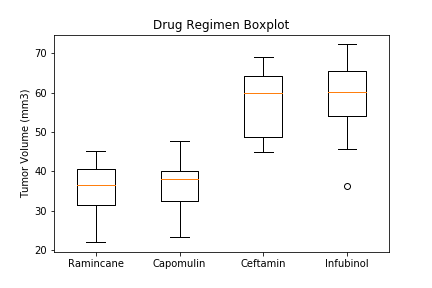 Drug Regimen Boxplot
Tumor Volume (mm3)
70
60
50
40
30
20
Ramincane Capomulin Ceftamin Infubinol